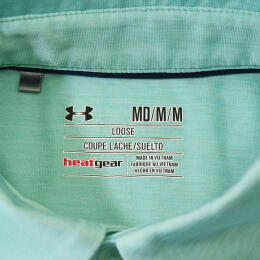 MD/M/M
LOOSE
COUPE LÂCHE/SUELTO
heatgear
MADE IN VIETNAM
FABRIQUÉ AU VIETNAM
HECHO EN VIETNAM